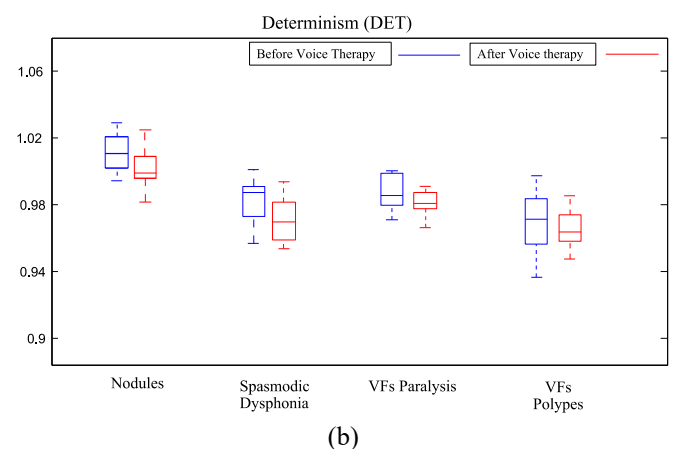 Determinism (DET)
Before Voice Therapy
After Voice therapy
1.06
1.02
0.98
0.94
0.9
Nodules
Spasmodic
Dysphonia
VFs Paralysis
VFs
Polypes
(b)